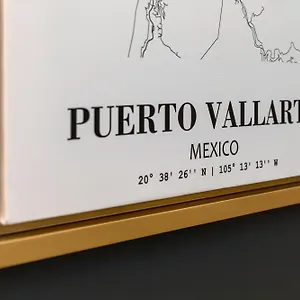 PUERTO VALLART
MEXICO
20° 38' 26'' N | 105° 13' 13'' W